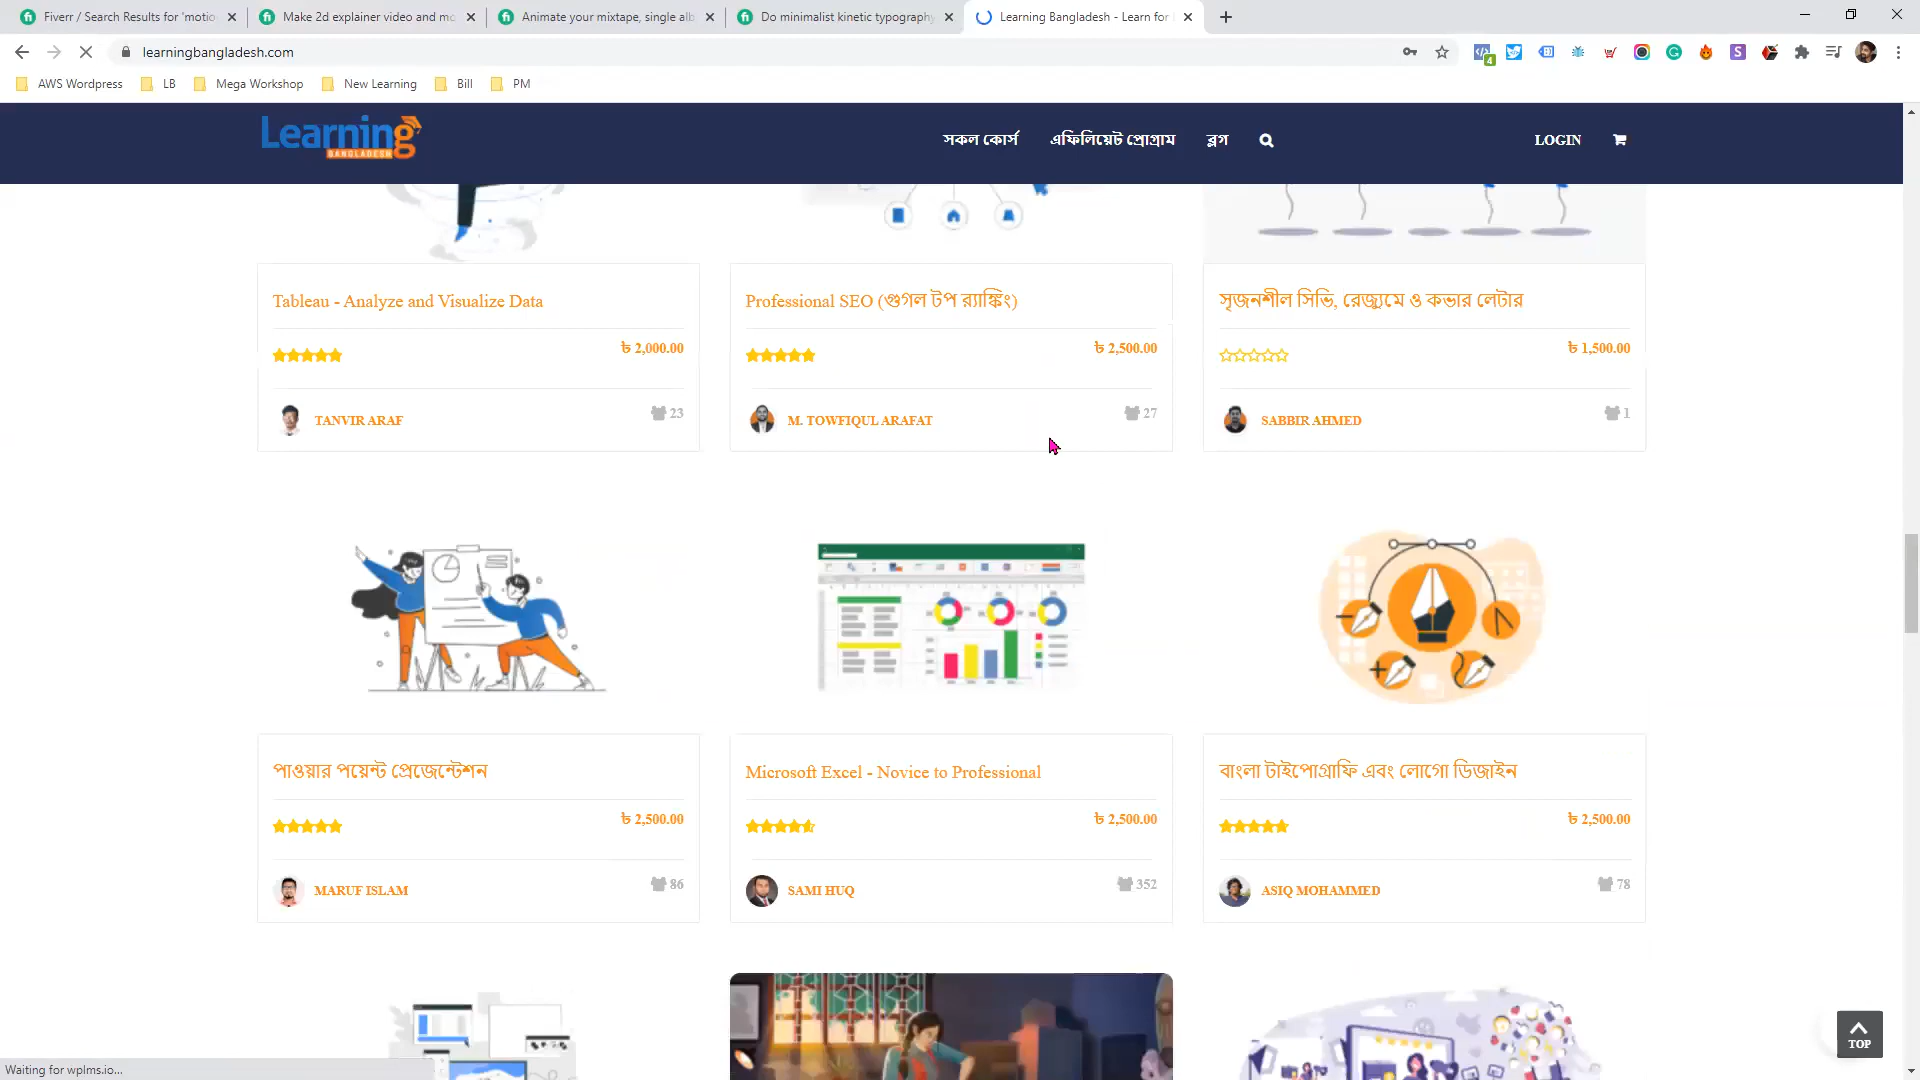 Fiverr / Search Results for 'motio
Make 2d explainer video and mo
Animate your mixtape, single alb
Do minimalist kinetic typography
Learning Bangladesh - Learn for
learningbangladesh.com
4
AWS Wordpress
LB
Mega Workshop
New Learning
Bill
PM
Learning
BANGLADESH
সকল কোর্স
এফিলিয়েট প্রোগ্রাম
ব্লগ
LOGIN
Tableau - Analyze and Visualize Data
Professional SEO (গুগল টপ র‍্যাঙ্কিং)
সৃজনশীল সিভি, রেজ্যুমে ও কভার লেটার
৳ 2,000.00
৳ 2,500.00
৳ 1,500.00
TANVIR ARAF
23
M. TOWFIQUL ARAFAT
27
SABBIR AHMED
1
পাওয়ার পয়েন্ট প্রেজেন্টেশন
Microsoft Excel - Novice to Professional
বাংলা টাইপোগ্রাফি এবং লোগো ডিজাইন
৳ 2,500.00
৳ 2,500.00
৳ 2,500.00
MARUF ISLAM
86
SAMI HUQ
352
ASIQ MOHAMMED
78
TOP
Waiting for wplms.io...